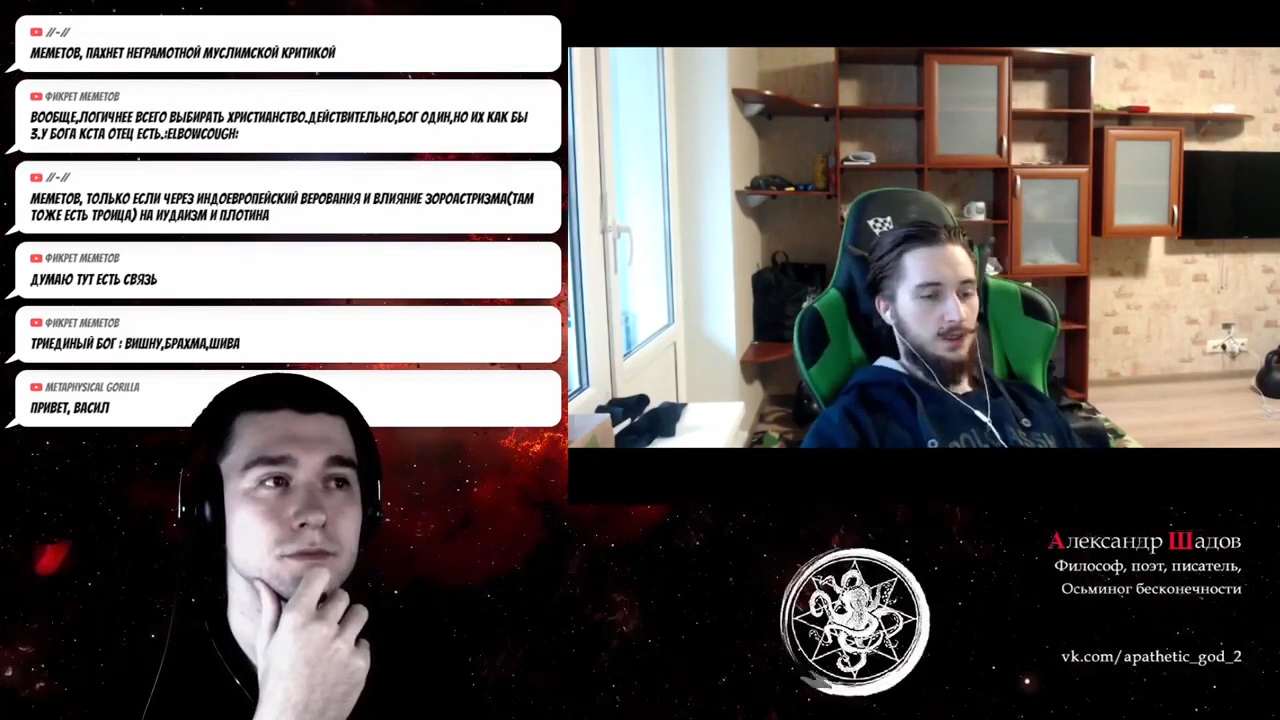 //-//
МЕМЕТОВ, ПАХНЕТ НЕГРАМОТНОЙ МУСЛИМСКОЙ КРИТИКОЙ
ФИКРЕТ МЕМЕТОВ
ВООБЩЕ,ЛОГИЧНЕЕ ВСЕГО ВЫБИРАТЬ ХРИСТИАНСТВО.ДЕЙСТВИТЕЛЬНО,БОГ ОДИН,НО ИХ КАК БЫ
3.У БОГА КСТА ОТЕЦ ЕСТЬ.:ELBOWCOUGH:
//-//
МЕМЕТОВ, ТОЛЬКО ЕСЛИ ЧЕРЕЗ ИНДОЕВРОПЕЙСКИЙ ВЕРОВАНИЯ И ВЛИЯНИЕ ЗОРОАСТРИЗМА(ТАМ
ТОЖЕ ЕСТЬ ТРОИЦА) НА ИУДАИЗМ И ПЛОТИНА
ФИКРЕТ МЕМЕТОВ
ДУМАЮ ТУТ ЕСТЬ СВЯЗЬ
ФИКРЕТ МЕМЕТОВ
ТРИЕДИНЫЙ БОГ : ВИШНУ,БРАХМА,ШИВА
METAPHYSICAL GORILLA
ПРИВЕТ, ВАСИЛ
Александр Шадов
Философ, поэт, писатель,
Осьминог бесконечности
vk.com/apathetic_god_2